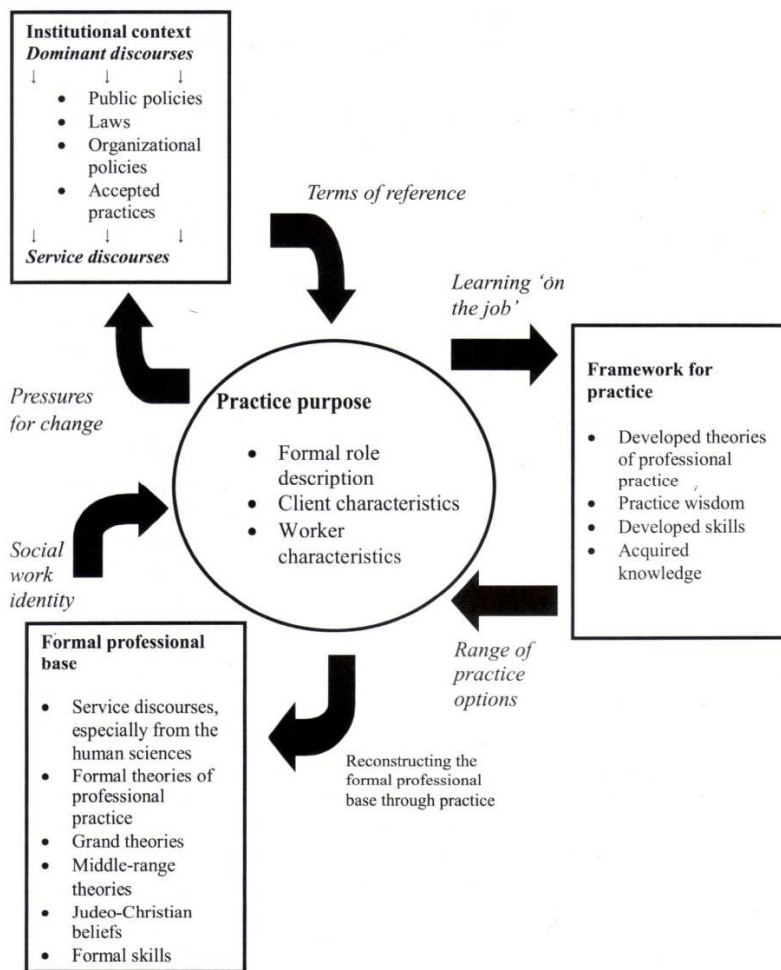 Institutional context
Dominant discourses
↓ ↓ ↓
• Public policies
• Laws
• Organizational
policies
• Accepted
practices
↓ ↓ ↓
Service discourses
Terms of reference
Learning ‘on
the job’
Pressures
for change
Practice purpose
• Formal role
description
• Client characteristics
• Worker
characteristics
Framework for
practice
• Developed theories
of professional
practice
• Practice wisdom
• Developed skills
• Acquired
knowledge
Social
work
identity
Range of
practice
options
Formal professional
base
• Service discourses,
especially from the
human sciences
• Formal theories of
professional
practice
• Grand theories
• Middle-range
theories
• Judeo-Christian
beliefs
• Formal skills
Reconstructing the
formal professional
base through practice